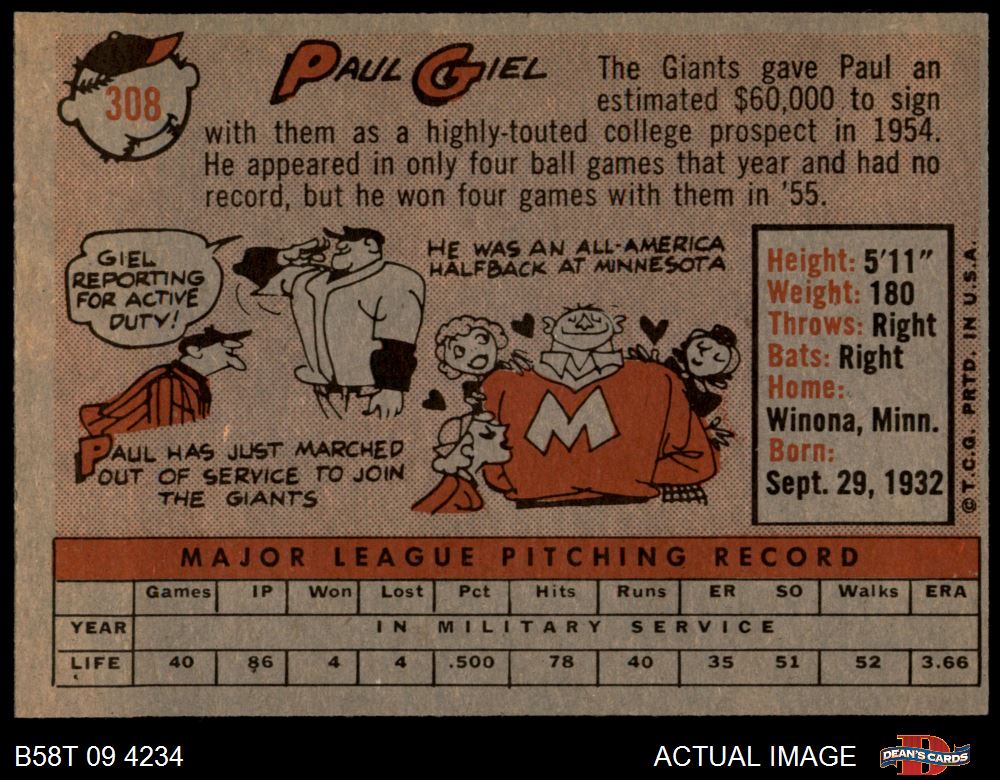 308
PAUL GIEL
The Giants gave Paul an
estimated $60,000 to sign
with them as a highly-touted college prospect in 1954.
He appeared in only four ball games that year and had no
record, but he won four games with them in '55.
GIEL
REPORTING
FOR ACTIVE
DUTY!
PAUL HAS JUST MARCHED
OUT OF SERVICE TO JOIN
THE GIANTS
HE WAS AN ALL-AMERICA
HALFBACK AT MINNESOTA
M
Height: 5'11"
Weight: 180
Throws: Right
Bats: Right
Home:
Winona, Minn.
Born:
Sept. 29, 1932
© T.C.G. PRTD. IN U.S.A.
MAJOR LEAGUE PITCHING RECORD
Games IP Won Lost Pct Hits Runs ER SO Walks ERA
YEAR IN MILITARY SERVICE
LIFE 40 86 4 4 .500 78 40 35 51 52 3.66
B58T 09 4234
ACTUAL IMAGE
DEAN'S CARDS